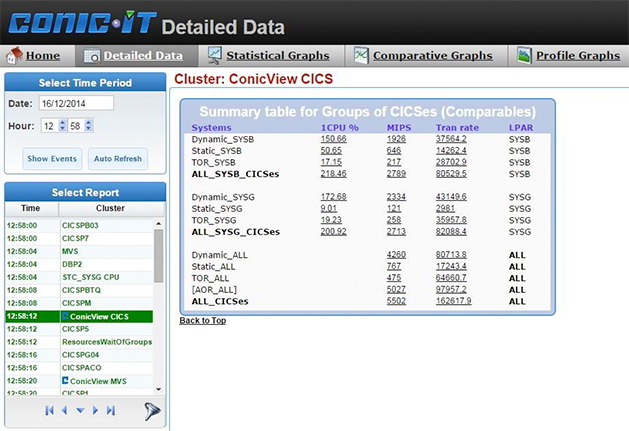 CONIC-IT Detailed Data
Home Detailed Data Statistical Graphs Comparative Graphs Profile Graphs
Select Time Period
Date: 16/12/2014
Hour: 12 58
Show Events Auto Refresh
Select Report
Time Cluster
12:58:00 CICSPB03
12:58:00 CICSP7
12:58:04 MVS
12:58:04 DBP2
12:58:04 STC_SYSG CPU
12:58:08 CICSPBTQ
12:58:08 CICSPM
12:58:12 ConicView CICS
12:58:12 CICSP5
12:58:12 ResourcesWaitOfGroups
12:58:16 CICSPG04
12:58:16 CICSPACO
12:58:20 ConicView MVS
12:58:20 CICSP1
Cluster: ConicView CICS
Summary table for Groups of CICSes (Comparables)
Systems 1CPU % MIPS Tran rate LPAR
Dynamic_SYSB 150.66 1926 37564.2 SYSB
Static_SYSB 50.65 646 14262.4 SYSB
TOR_SYSB 17.15 217 28702.9 SYSB
ALL_SYSB_CICSes 218.46 2789 80529.5 SYSB
Dynamic_SYSG 172.68 2334 43149.6 SYSG
Static_SYSG 9.01 121 2981 SYSG
TOR_SYSG 19.23 258 35957.8 SYSG
ALL_SYSG_CICSes 200.92 2713 82088.4 SYSG
Dynamic_ALL 4260 80713.8 ALL
Static_ALL 767 17243.4 ALL
TOR_ALL 475 64660.7 ALL
[AOR_ALL] 5027 97957.2 ALL
ALL_CICSes 5502 162617.9 ALL
Back to Top